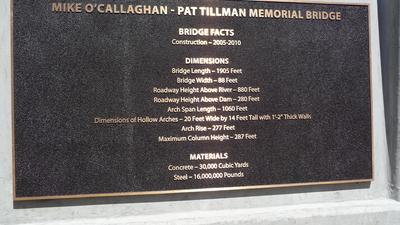 MIKE O'CALLAGHAN - PAT TILLMAN MEMORIAL BRIDGE
BRIDGE FACTS
Construction – 2005-2010
DIMENSIONS
Bridge Length – 1905 Feet
Bridge Width – 88 Feet
Roadway Height Above River – 880 Feet
Roadway Height Above Dam – 280 Feet
Arch Span Length – 1060 Feet
Dimensions of Hollow Arches – 20 Feet Wide by 14 Feet Tall with 1'-2" Thick Walls
Arch Rise – 277 Feet
Maximum Column Height – 287 Feet
MATERIALS
Concrete – 30,000 Cubic Yards
Steel – 16,000,000 Pounds